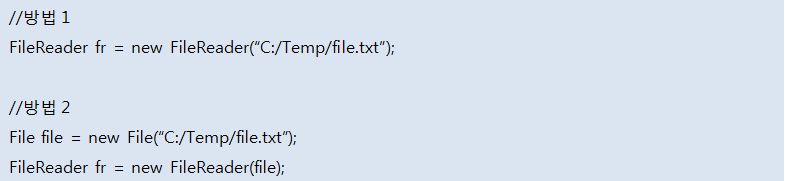 //방법 1
FileReader fr = new FileReader(“C:/Temp/file.txt”);
//방법 2
File file = new File(“C:/Temp/file.txt”);
FileReader fr = new FileReader(file);